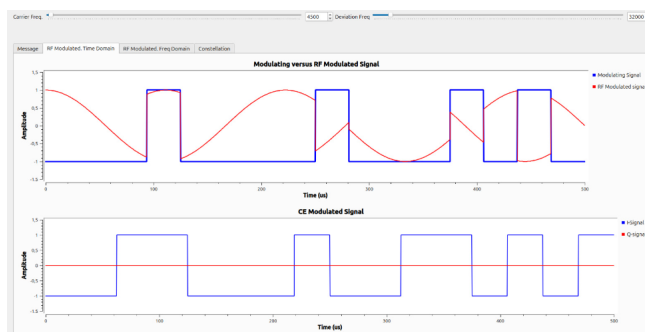 Carrier Freq. 4500 Deviation Freq 32000
Message RF Modulated. Time Domain RF Modulated. Freq Domain Constellation
Modulating versus RF Modulated Signal
Modulating Signal
RF Modulated signal
Amplitude
1,5
1
0,5
0
-0,5
-1
-1,5
0 100 200 300 400 500
Time (us)
CE Modulated Signal
I-Signal
Q-signal
Amplitude
1,5
1
0,5
0
-0,5
-1
-1,5
0 100 200 300 400 500
Time (us)